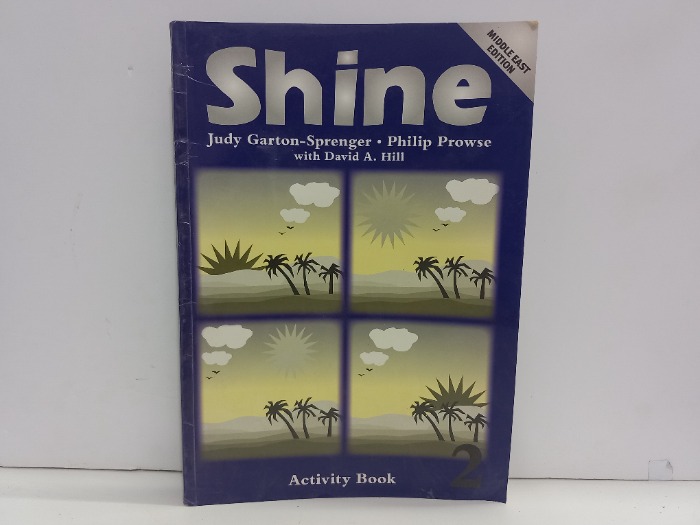 MIDDLE EAST
EDITION
Shine
Judy Garton-Sprenger • Philip Prowse
with David A. Hill
2
Activity Book